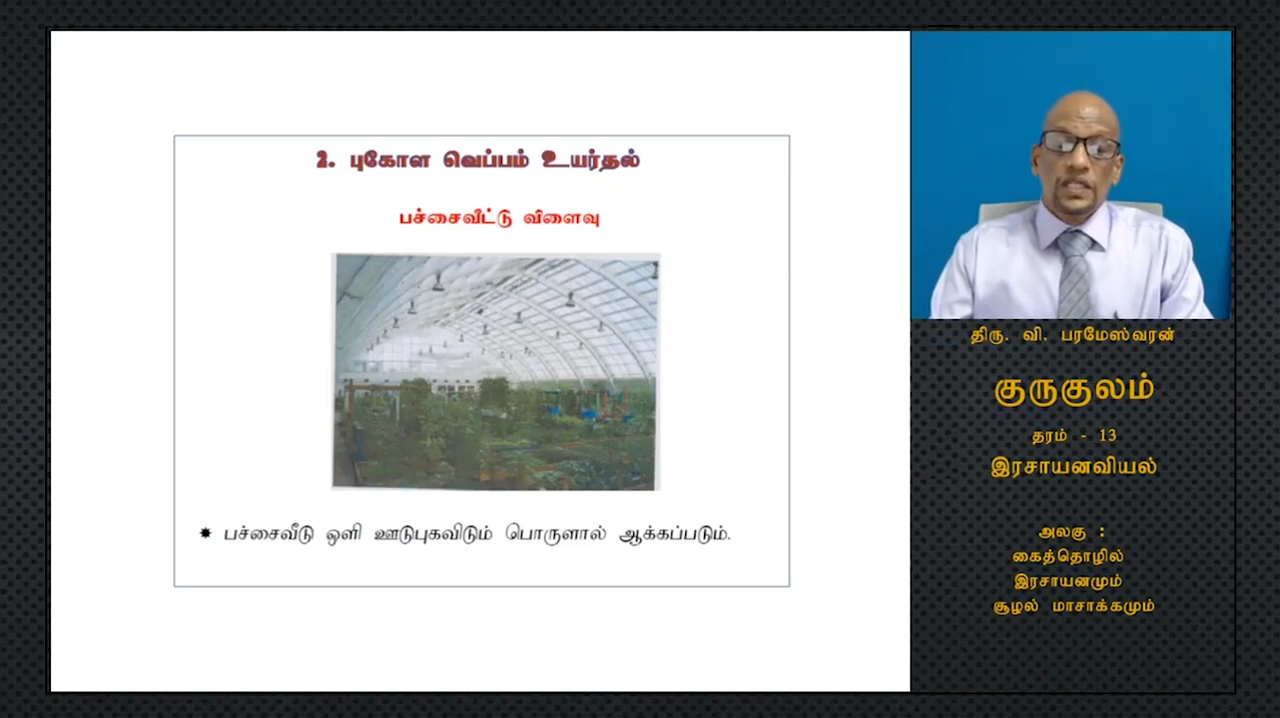 2. புகோள வெப்பம் உயர்தல்
பச்சைவீட்டு விளைவு
✷ பச்சைவீடு ஒளி ஊடுபுகவிடும் பொருளால் ஆக்கப்படும்.
திரு. வி. பரமேஸ்வரன்
குருகுலம்
தரம் - 13
இரசாயனவியல்
அலகு :
கைத்தொழில்
இரசாயனமும்
சூழல் மாசாக்கமும்